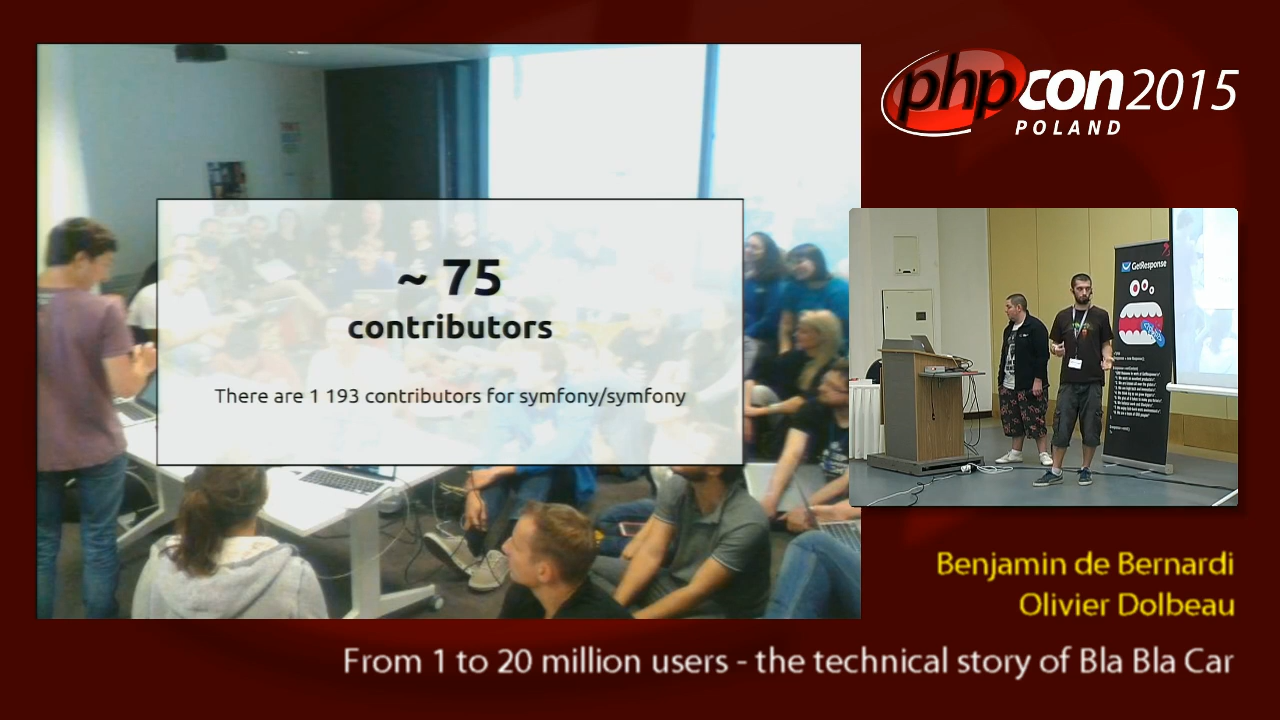 ~ 75
contributors
There are 1 193 contributors for symfony/symfony
phpcon2015
POLAND
GetResponse
Benjamin de Bernardi
Olivier Dolbeau
From 1 to 20 million users - the technical story of Bla Bla Car